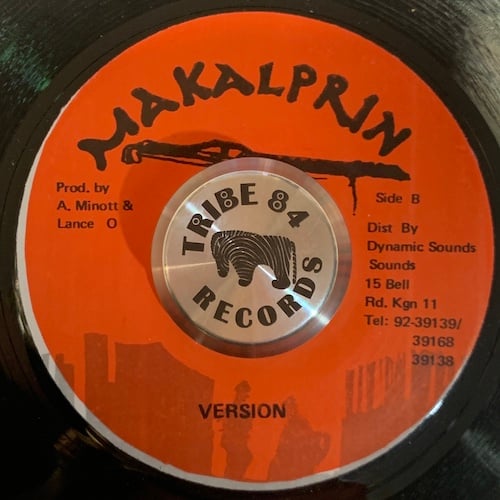 MAKALPRIN
Prod. by
A. Minott &
Lance O
TRIBE 84
RECORDS
Side B
Dist By
Dynamic Sounds
Sounds
15 Bell
Rd. Kgn 11
Tel: 92-39139/
39168
39138
VERSION